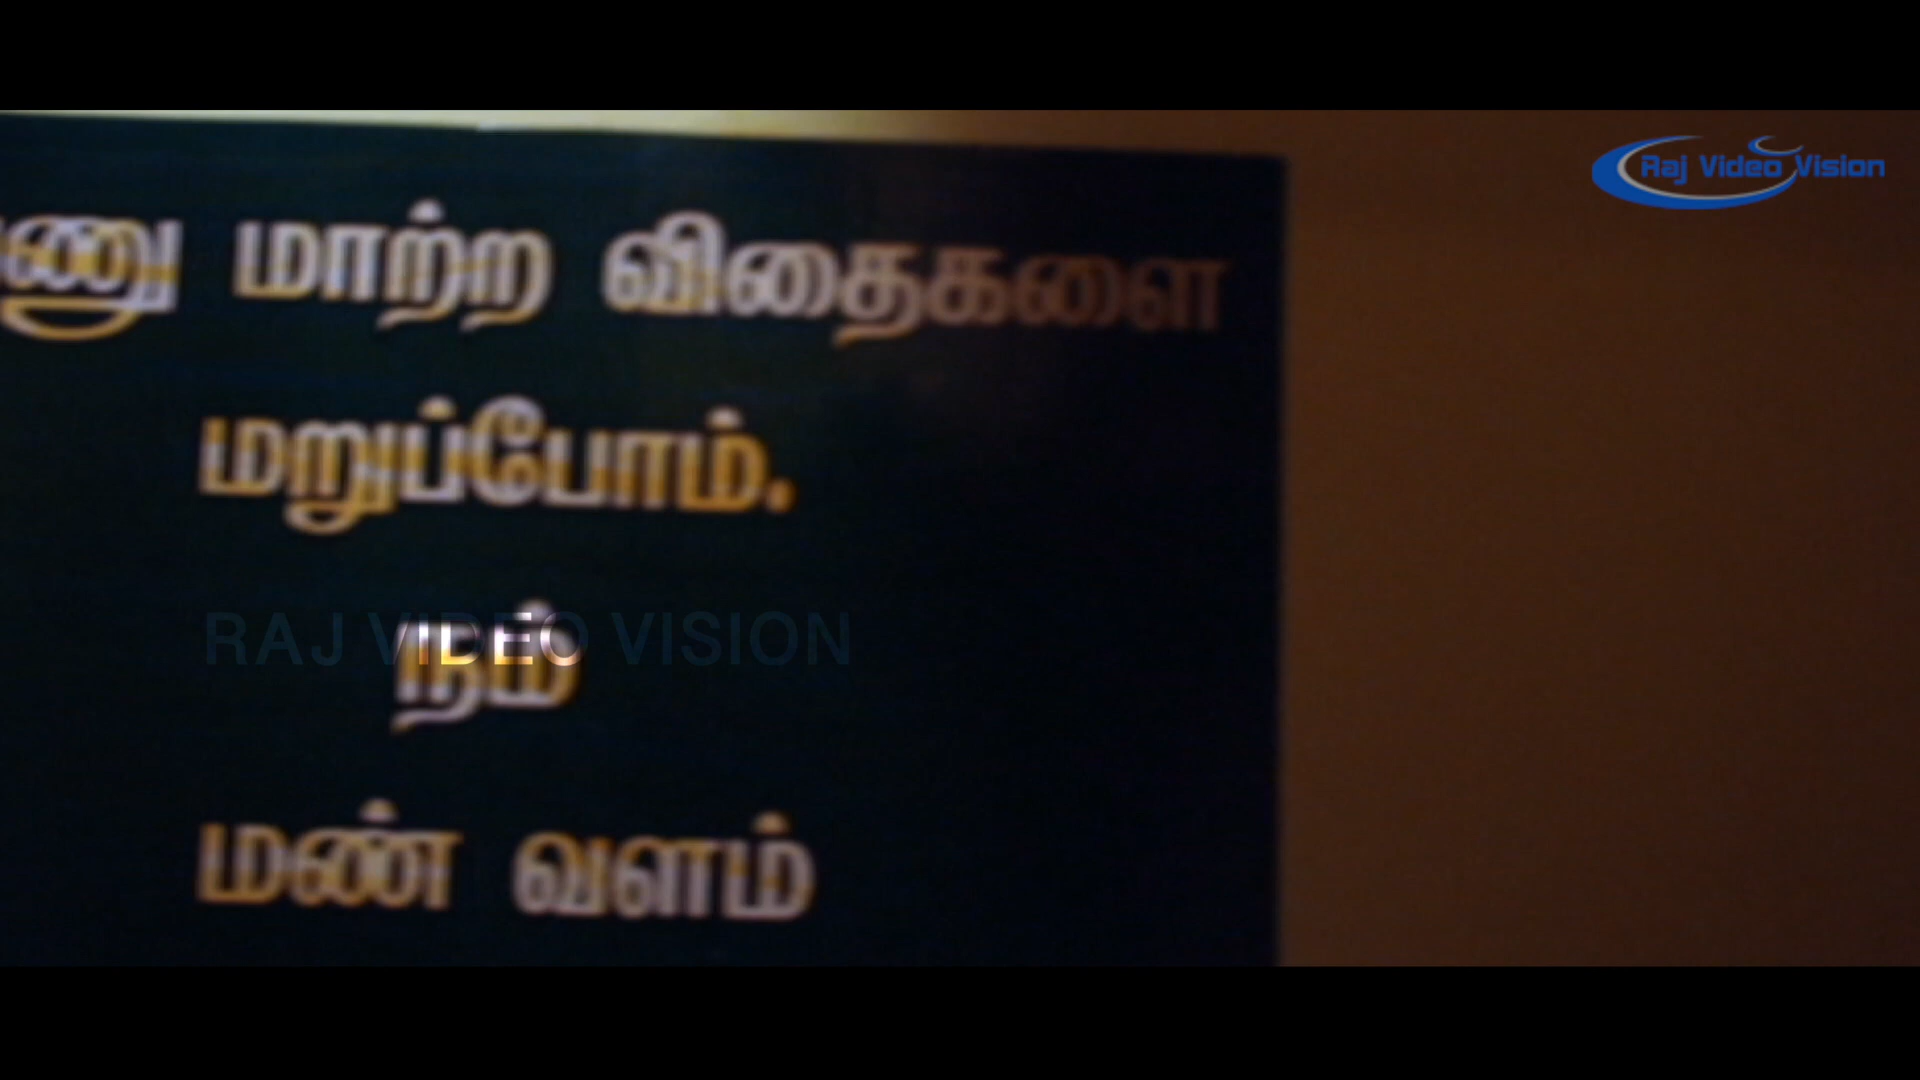 Raj Video Vision
ணு மாற்ற விதைகளை
மறுப்போம்.
RAJ VIDEO VISION
நம்
மண் வளம்